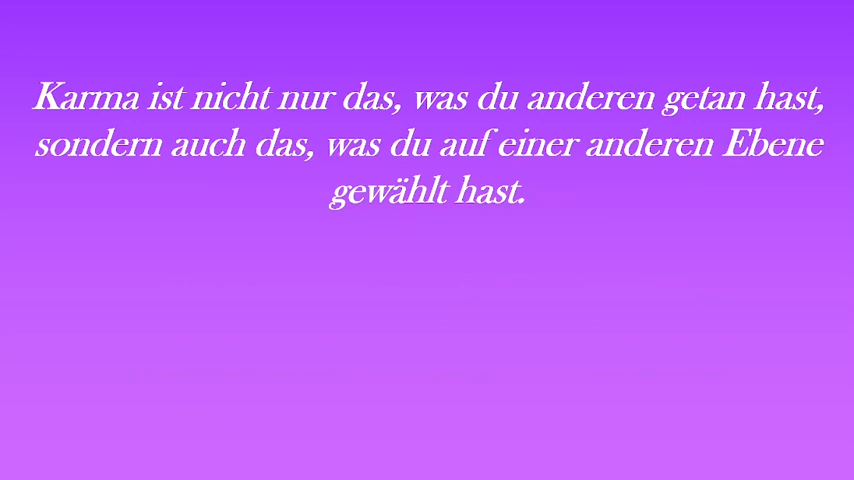 Karma ist nicht nur das, was du anderen getan hast,
sondern auch das, was du auf einer anderen Ebene
gewählt hast.